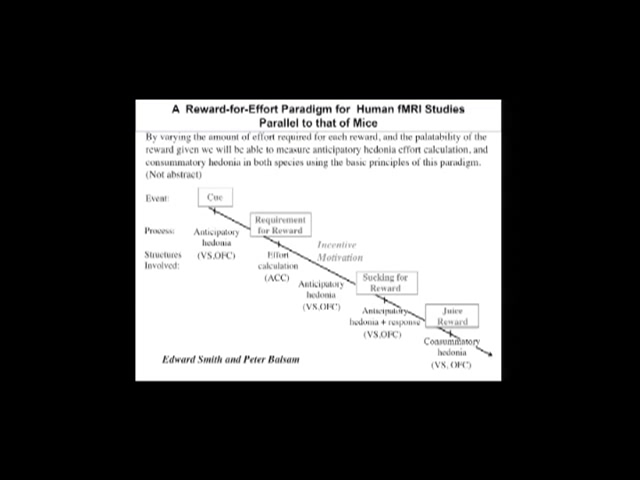 A Reward-for-Effort Paradigm for Human fMRI Studies
Parallel to that of Mice
By varying the amount of effort required for each reward, and the palatability of the
reward given we will be able to measure anticipatory hedonia effort calculation, and
consummatory hedonia in both species using the basic principles of this paradigm.
(Not abstract)
Event:
Cue
Requirement
for Reward
Process:
Anticipatory
hedonia
(VS,OFC)
Structures
Involved:
Effort
calculation
(ACC)
Incentive
Motivation
Anticipatory
hedonia
(VS,OFC)
Sucking for
Reward
Anticipatory
hedonia + response
(VS,OFC)
Juice
Reward
Consummatory
hedonia
(VS, OFC)
Edward Smith and Peter Balsam